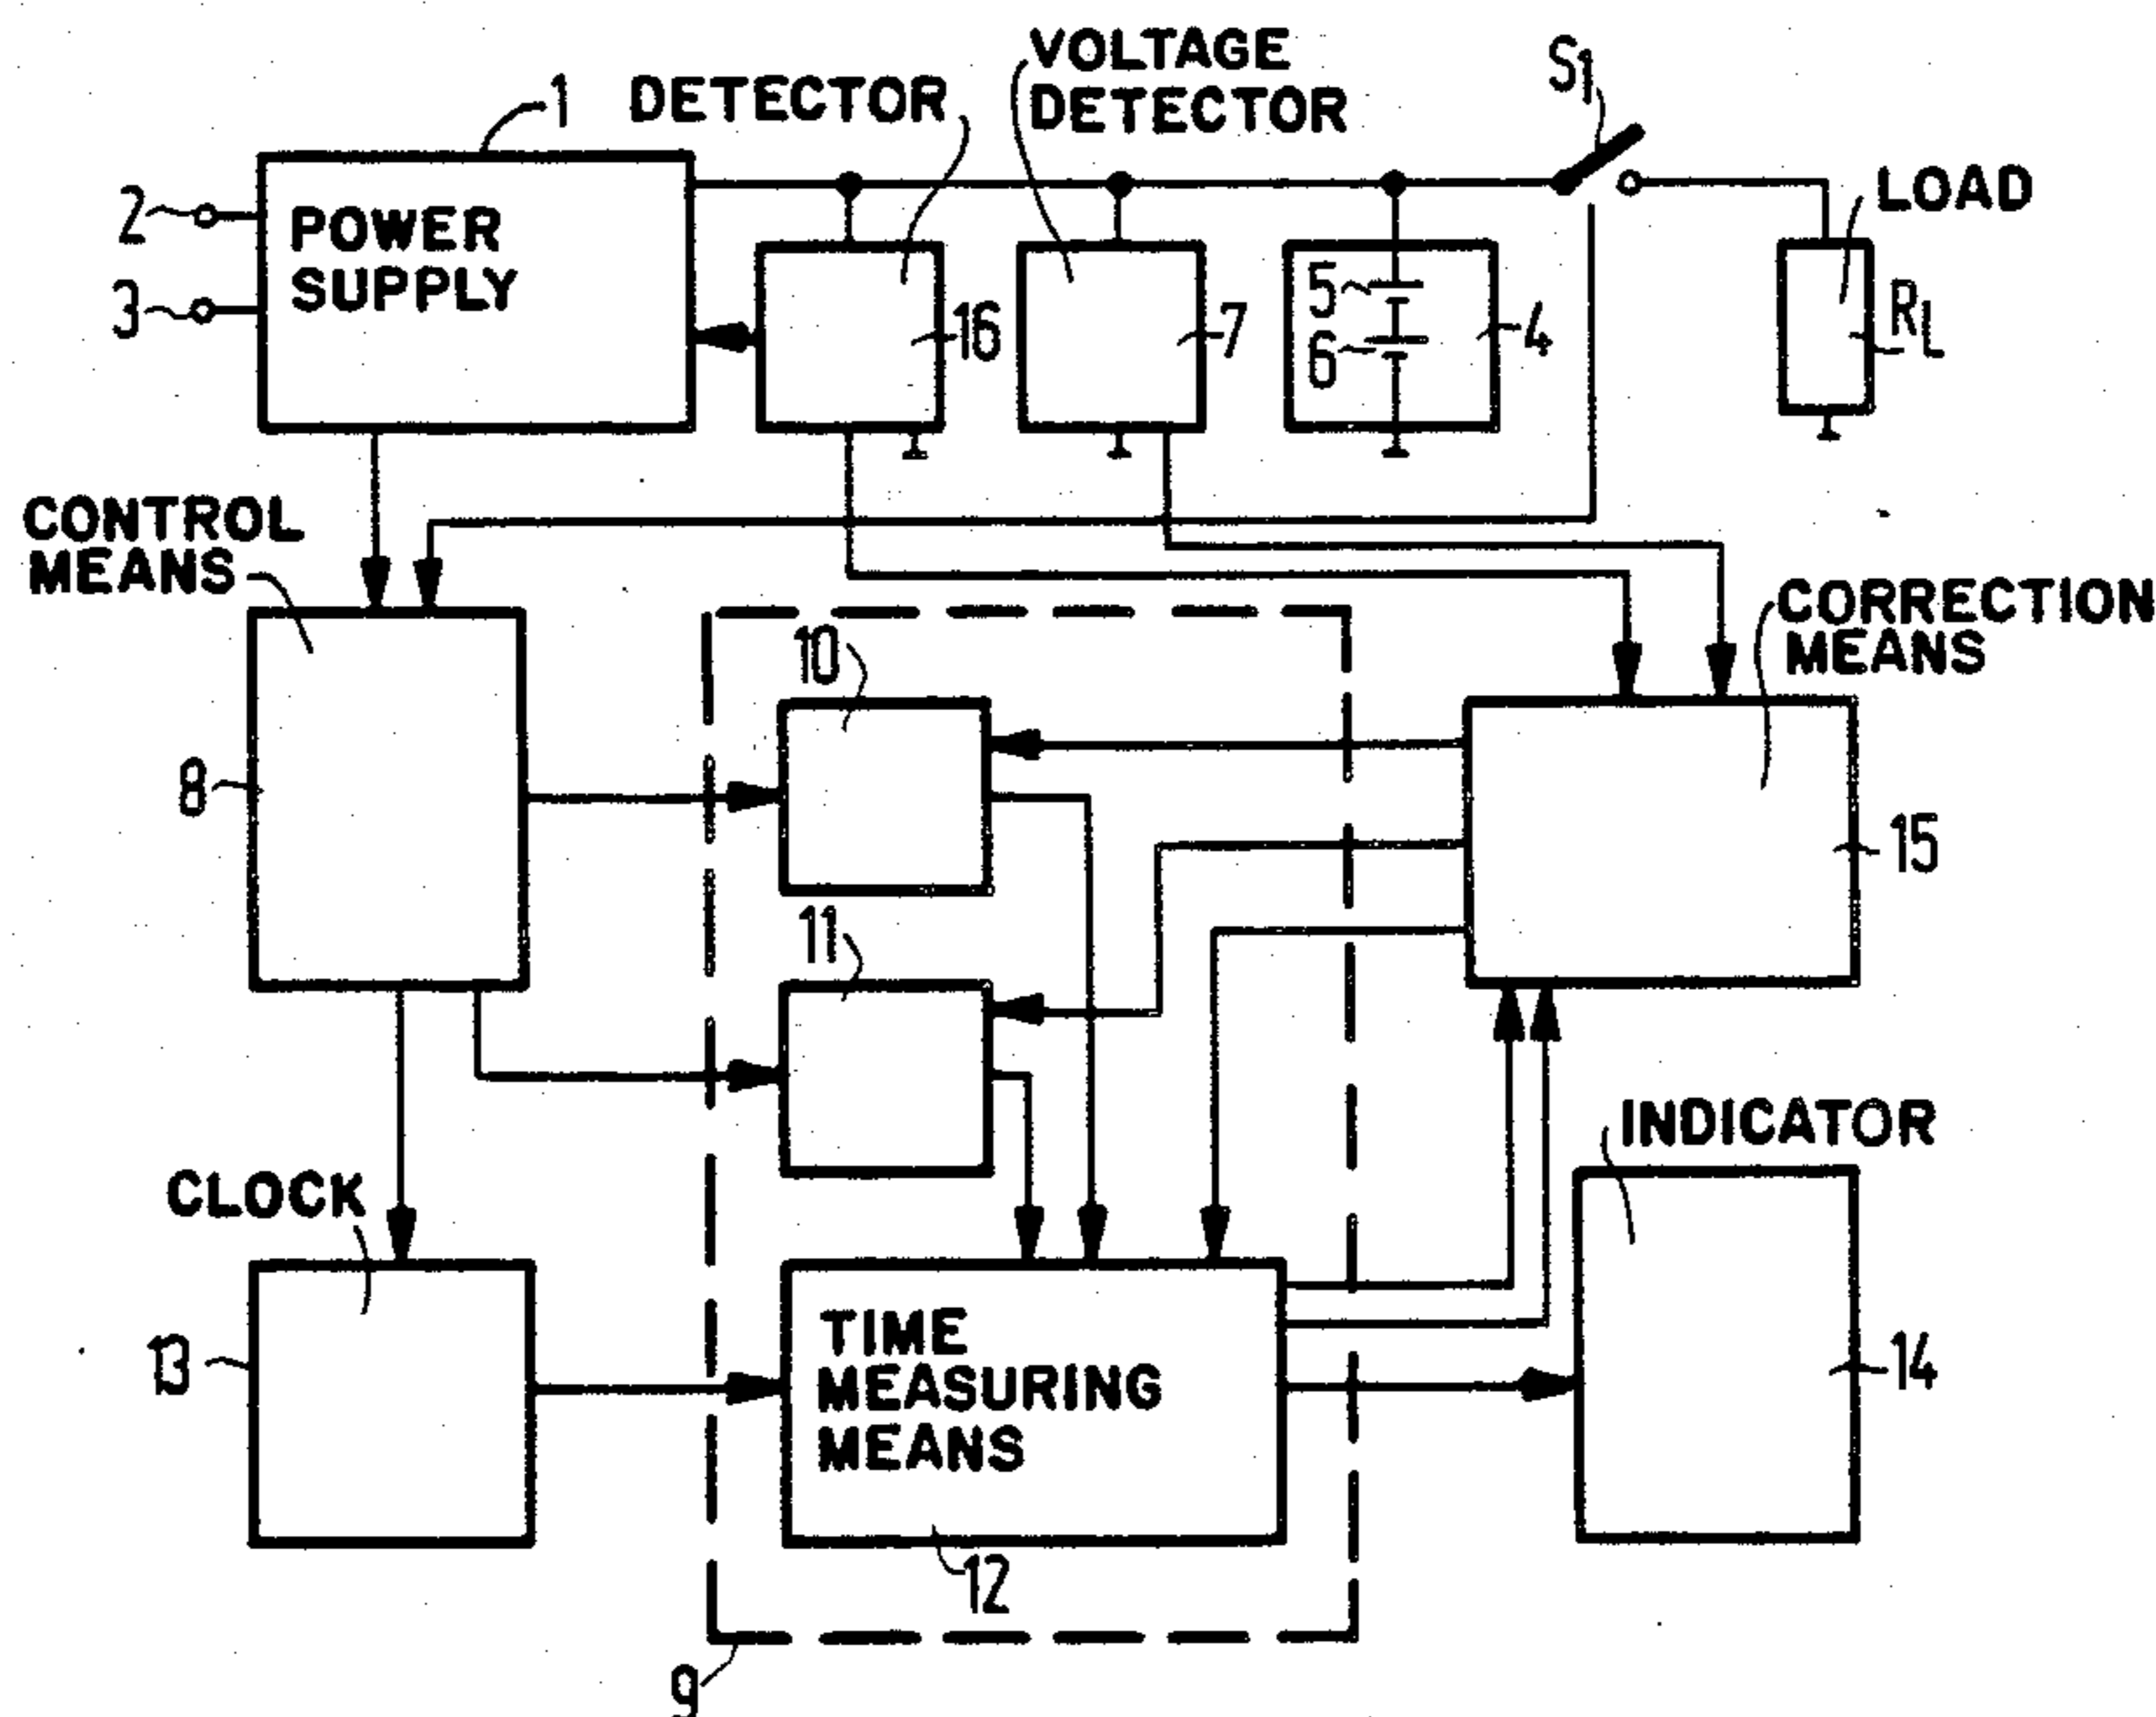 1
DETECTOR
VOLTAGE
DETECTOR
S1
2
3
POWER
SUPPLY
LOAD
16
7
5
6
4
RL
CONTROL
MEANS
CORRECTION
MEANS
10
8
15
11
INDICATOR
CLOCK
13
TIME
MEASURING
MEANS
14
12
9